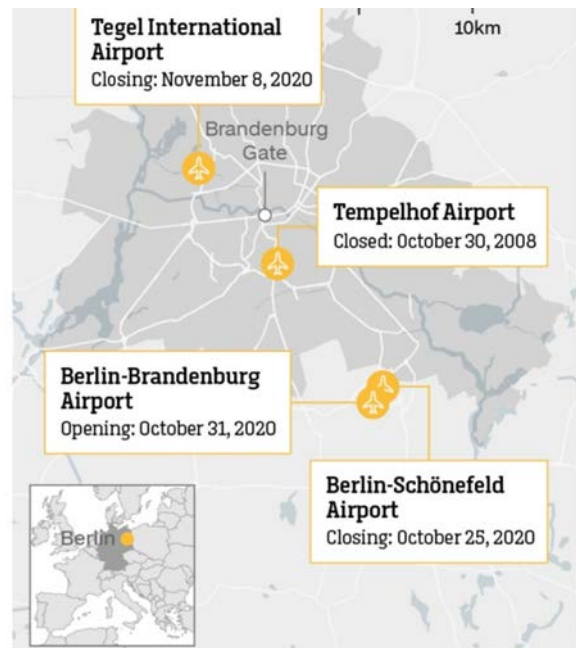 Tegel International
Airport
Closing: November 8, 2020
10km
Brandenburg
Gate
Tempelhof Airport
Closed: October 30, 2008
Berlin-Brandenburg
Airport
Opening: October 31, 2020
Berlin-Schönefeld
Airport
Closing: October 25, 2020
Berlin